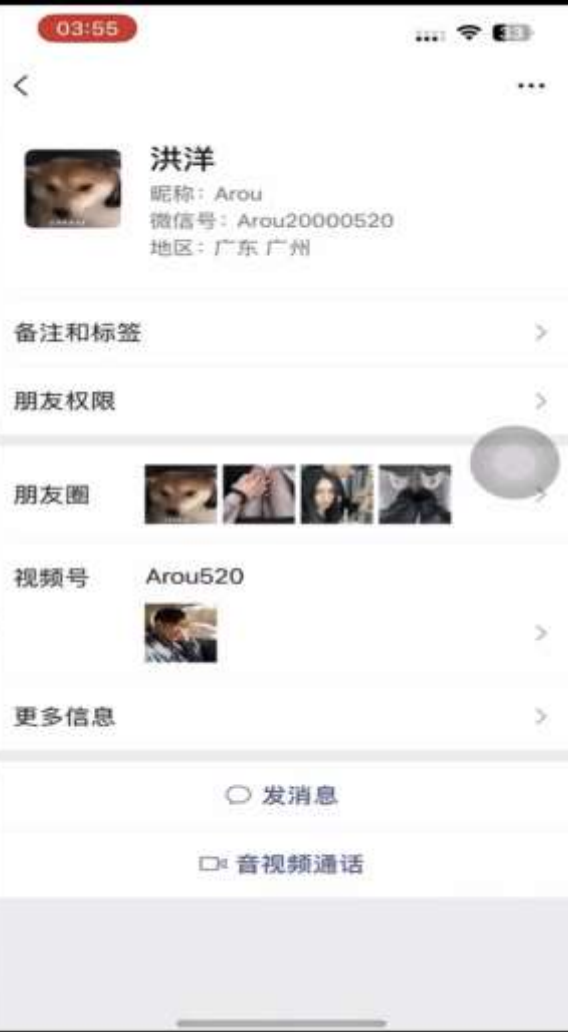 03:55
33
洪洋
昵称：Arou
微信号：Arou20000520
地区：广东 广州
备注和标签
朋友权限
朋友圈
视频号
Arou520
更多信息
发消息
音视频通话